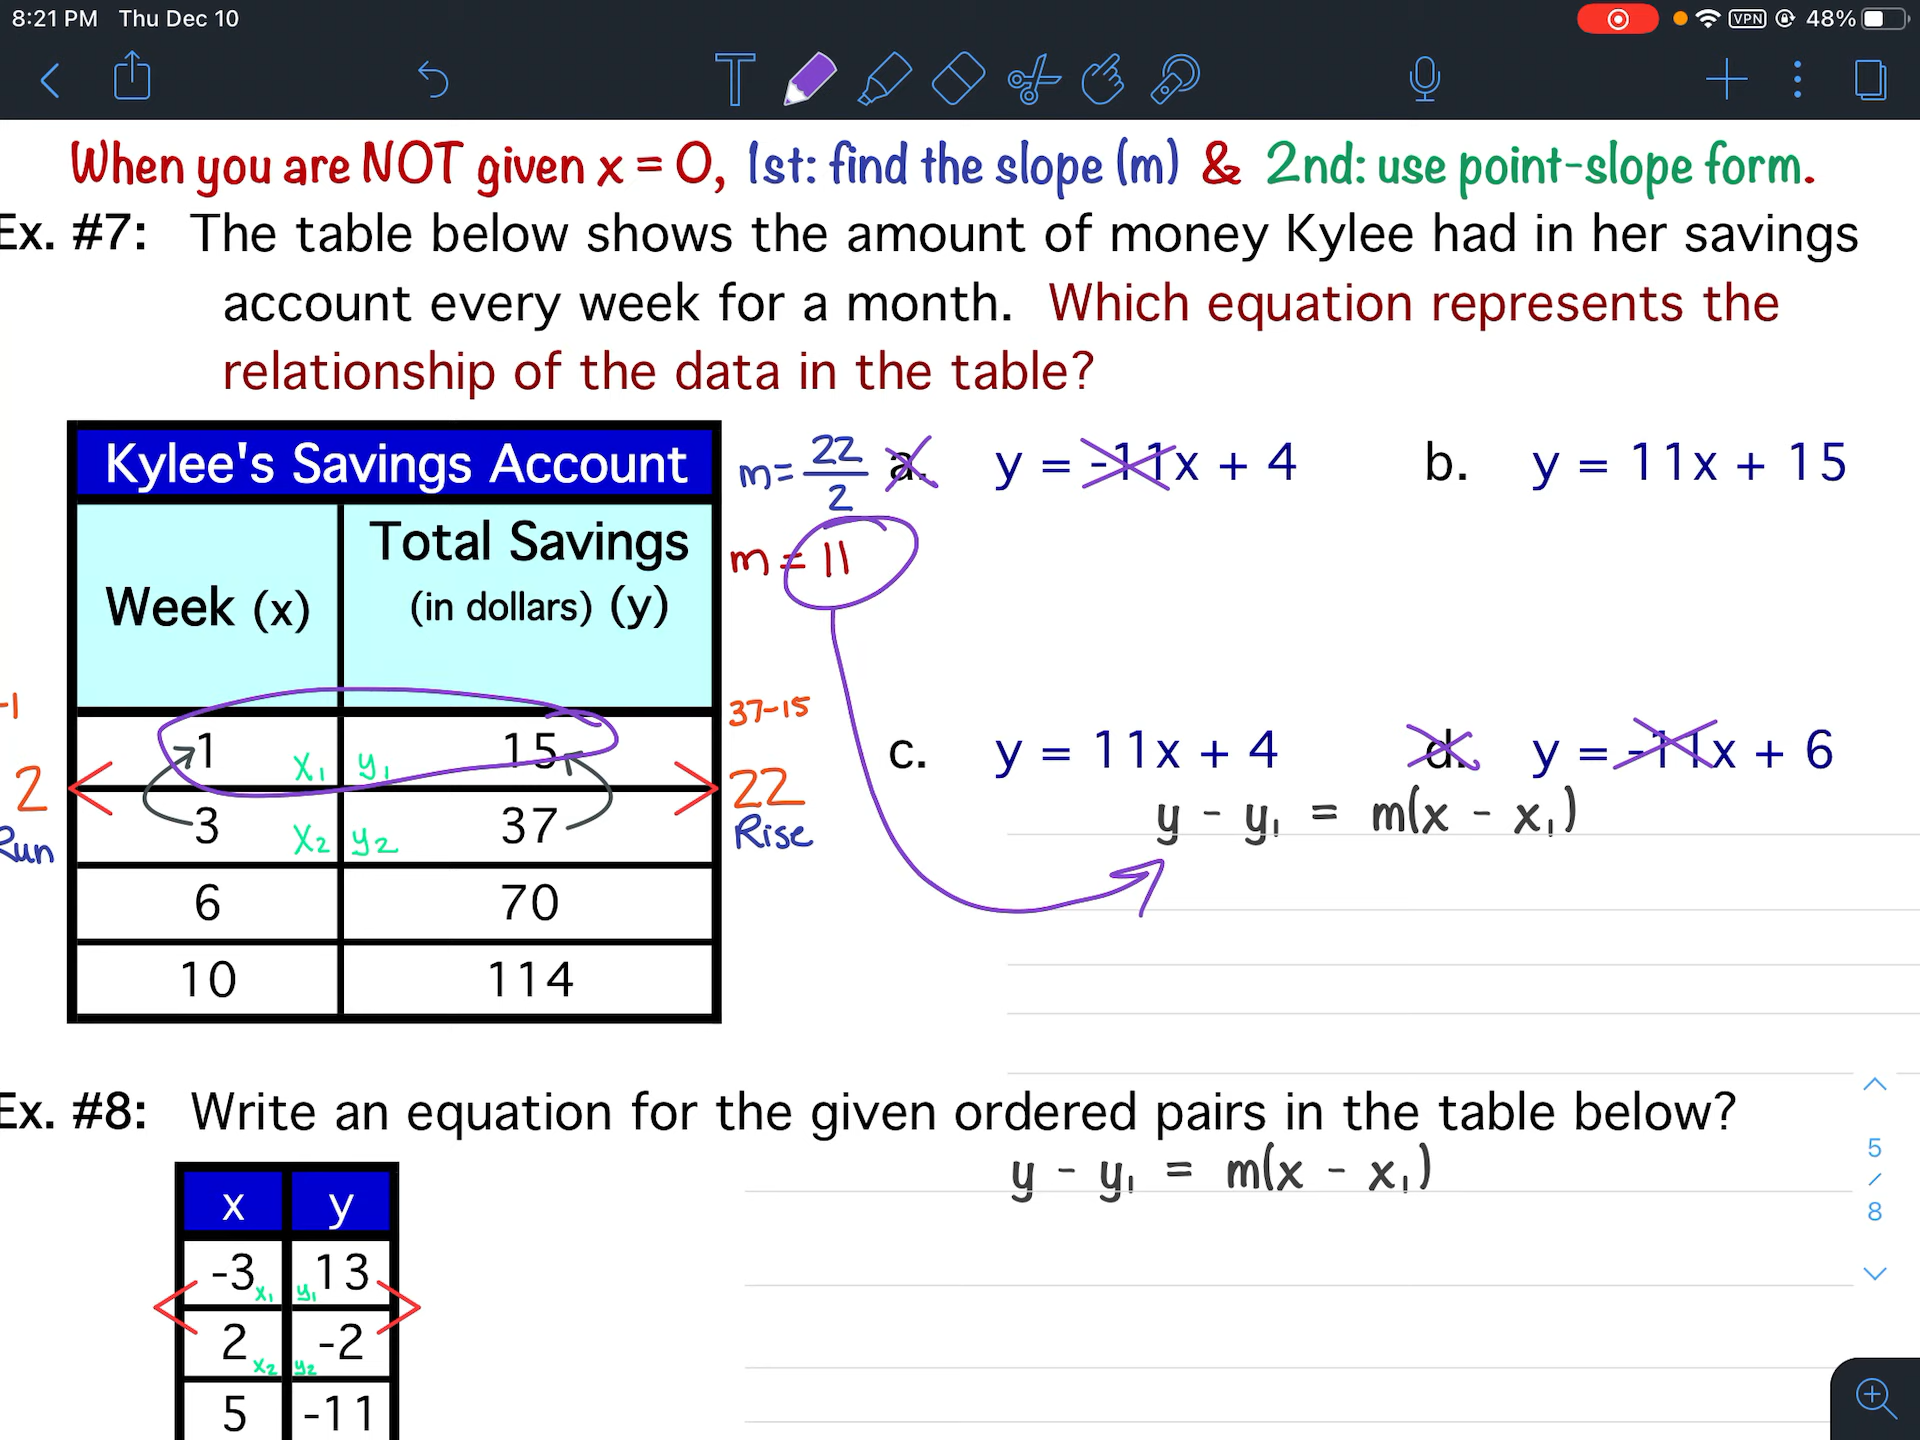 8:21 PM Thu Dec 10
VPN 48%
T
When you are NOT given x = 0, 1st: find the slope (m) & 2nd: use point-slope form.
Ex. #7: The table below shows the amount of money Kylee had in her savings
account every week for a month. Which equation represents the
relationship of the data in the table?
Kylee's Savings Account
Week (x) Total Savings (in dollars) (y)
1 x₁ y₁ 15
3 x₂ y₂ 37
6 70
10 114
-1
2
Run
37-15
22
Rise
m = 22/2
m = 11
a. y = -11x + 4
b. y = 11x + 15
c. y = 11x + 4
d. y = -11x + 6
y - y₁ = m(x - x₁)
Ex. #8: Write an equation for the given ordered pairs in the table below?
y - y₁ = m(x - x₁)
x y
-3 x₁ y₁ 13
2 x₂ y₂ -2
5 -11
5
/
8